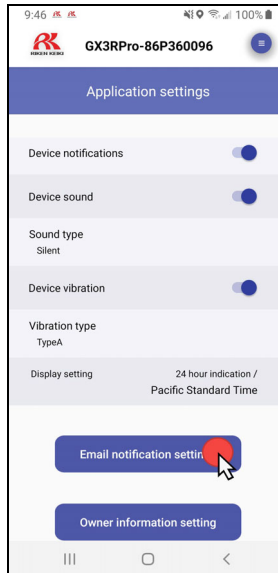 9:46
100%
RIKEN KEIKI
GX3RPro-86P360096
Application settings
Device notifications
Device sound
Sound type
Silent
Device vibration
Vibration type
TypeA
Display setting
24 hour indication /
Pacific Standard Time
Email notification settin
Owner information setting